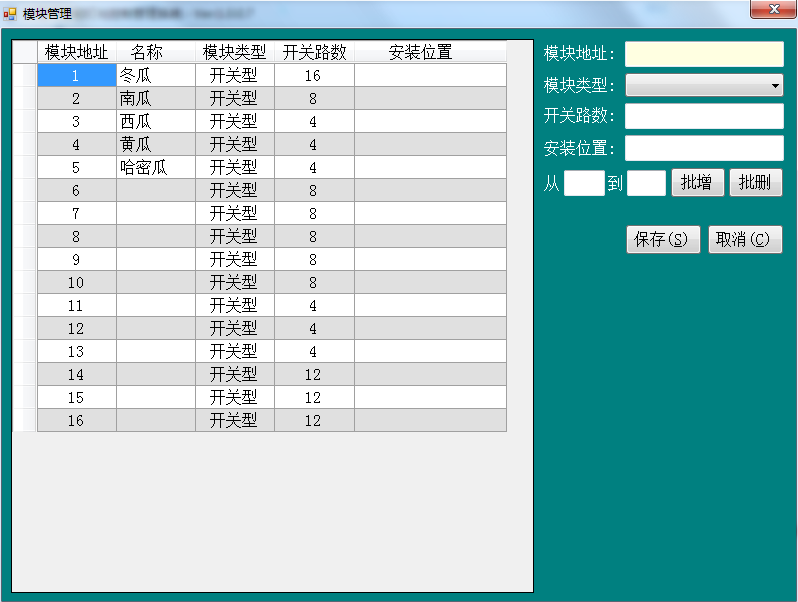 模块管理
模块地址 名称 模块类型 开关路数 安装位置
1 冬瓜 开关型 16
2 南瓜 开关型 8
3 西瓜 开关型 4
4 黄瓜 开关型 4
5 哈密瓜 开关型 4
6 开关型 8
7 开关型 8
8 开关型 8
9 开关型 8
10 开关型 8
11 开关型 4
12 开关型 4
13 开关型 4
14 开关型 12
15 开关型 12
16 开关型 12
模块地址:
模块类型:
开关路数:
安装位置:
从 到 批增 批删
保存(S) 取消(C)